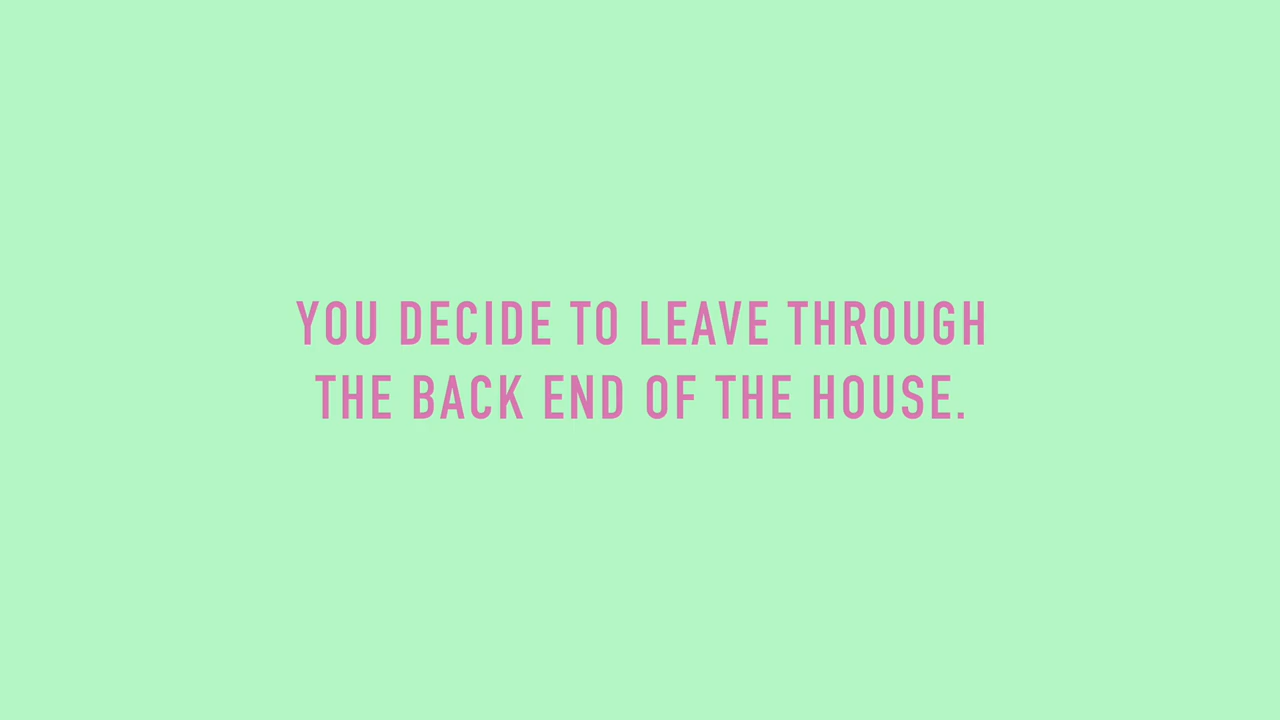 YOU DECIDE TO LEAVE THROUGH
THE BACK END OF THE HOUSE.